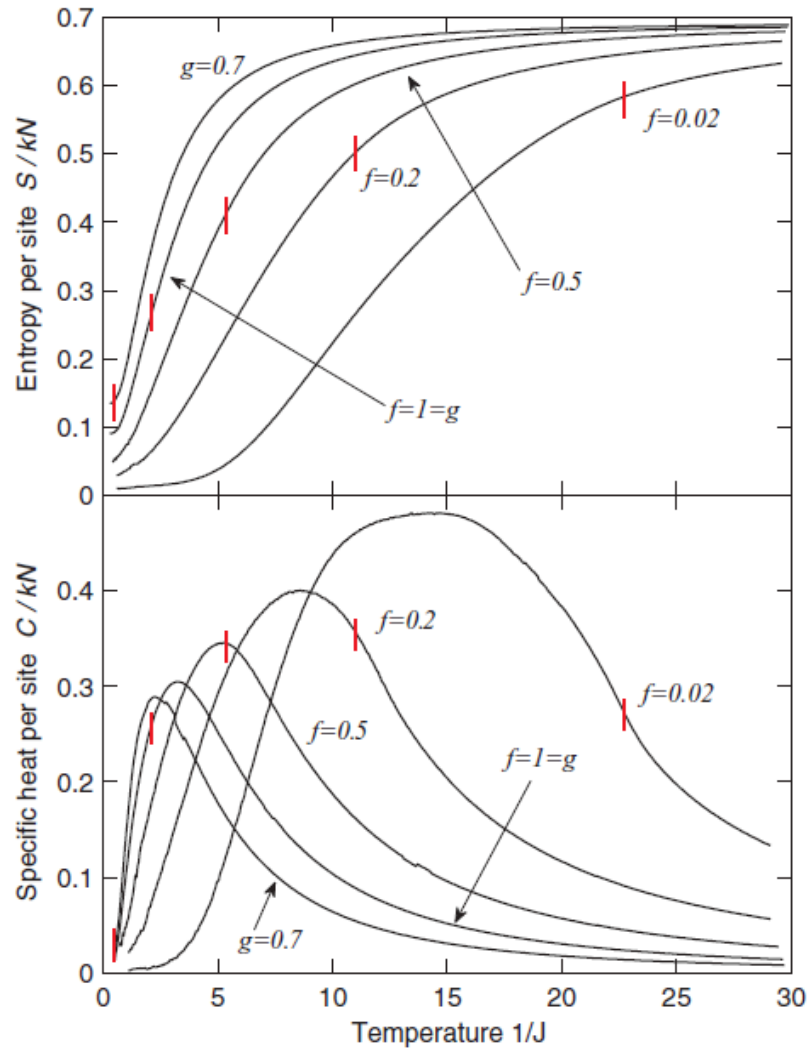 0.7
0.6
0.5
0.4
0.3
0.2
0.1
0
Entropy per site S/kN
g=0.7
f=0.02
f=0.2
f=0.5
f=1=g
0.4
0.3
0.2
0.1
0
Specific heat per site C/kN
f=0.2
f=0.02
f=0.5
f=1=g
g=0.7
0 5 10 15 20 25 30
Temperature 1/J